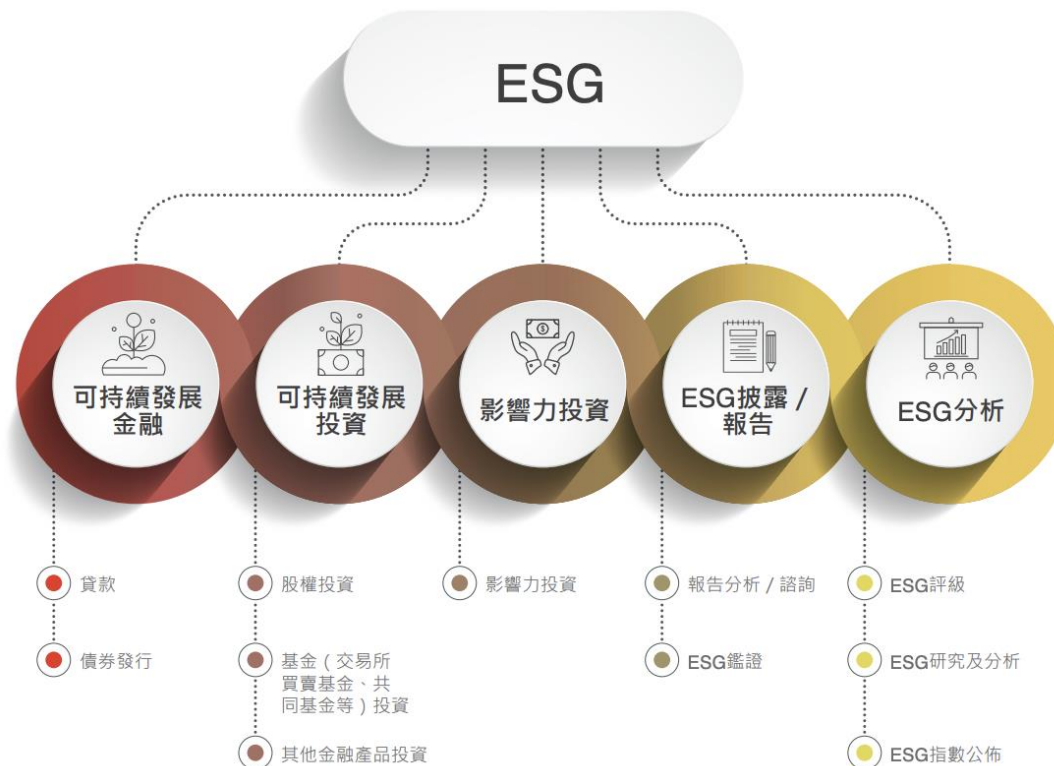 ESG
可持續發展
金融
可持續發展
投資
影響力投資
ESG披露 /
報告
ESG分析
貸款
債券發行
股權投資
基金（交易所
買賣基金、共
同基金等）投資
其他金融產品投資
影響力投資
報告分析 / 諮詢
ESG鑑證
ESG評級
ESG研究及分析
ESG指數公佈